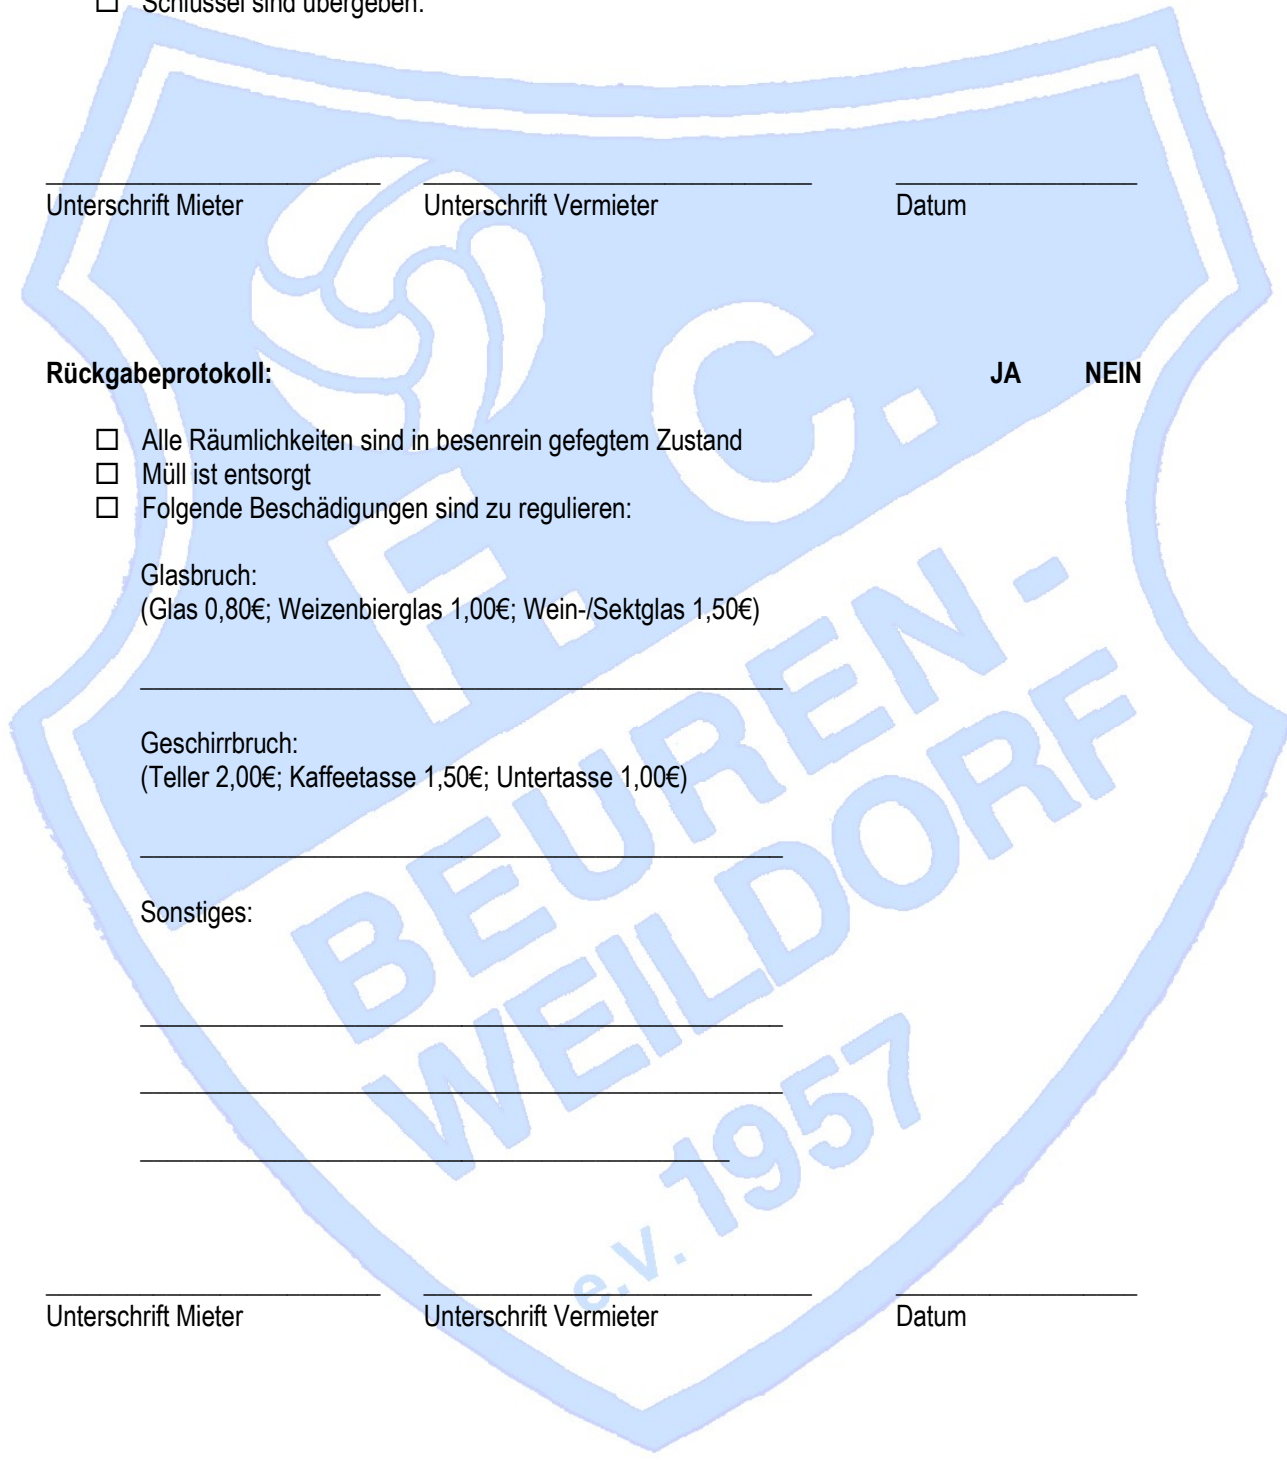 ☐ Schlüssel sind übergeben.
Unterschrift Mieter Unterschrift Vermieter Datum
Rückgabeprotokoll: JA NEIN
☐ Alle Räumlichkeiten sind in besenrein gefegtem Zustand
☐ Müll ist entsorgt
☐ Folgende Beschädigungen sind zu regulieren:
Glasbruch:
(Glas 0,80€; Weizenbierglas 1,00€; Wein-/Sektglas 1,50€)
Geschirrbruch:
(Teller 2,00€; Kaffeetasse 1,50€; Untertasse 1,00€)
Sonstiges:
Unterschrift Mieter Unterschrift Vermieter Datum
F. C.
BEUREN -
WEILDORF
e.V. 1957